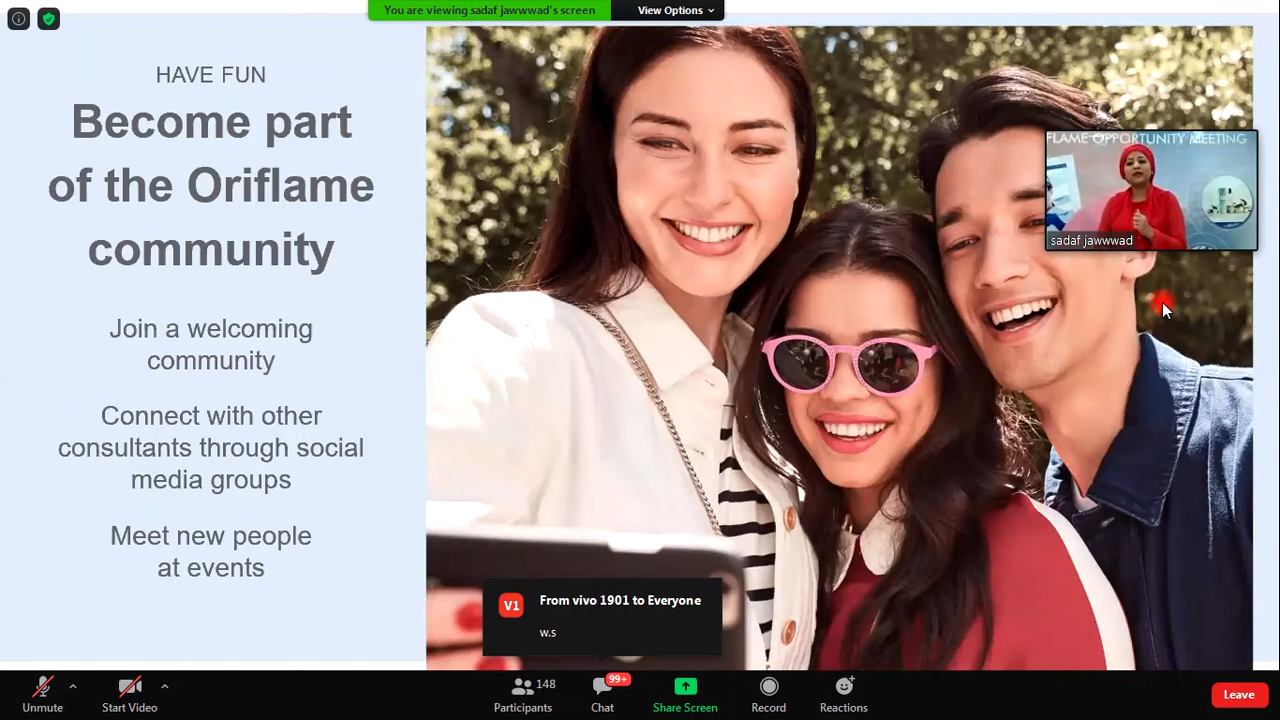 You are viewing sadaf jawwwad's screen
View Options
HAVE FUN
Become part
of the Oriflame
community
Join a welcoming
community
Connect with other
consultants through social
media groups
Meet new people
at events
FLAME OPPORTUNITY MEETING
sadaf jawwwad
V1
From vivo 1901 to Everyone
w.s
Unmute
Start Video
148
Participants
99+
Chat
Share Screen
Record
Reactions
Leave